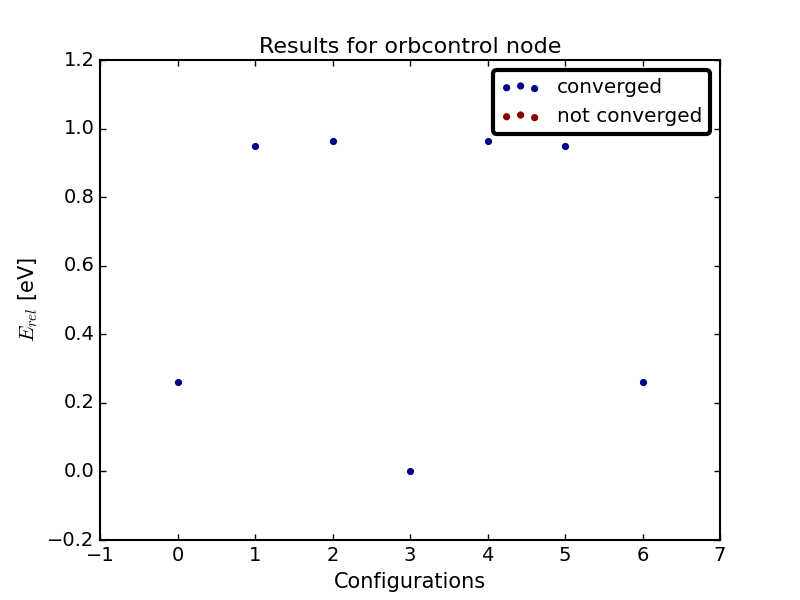 Results for orbcontrol node
1.2
1.0
0.8
0.6
0.4
0.2
0.0
−0.2
E_rel [eV]
converged
not converged
−1 0 1 2 3 4 5 6 7
Configurations